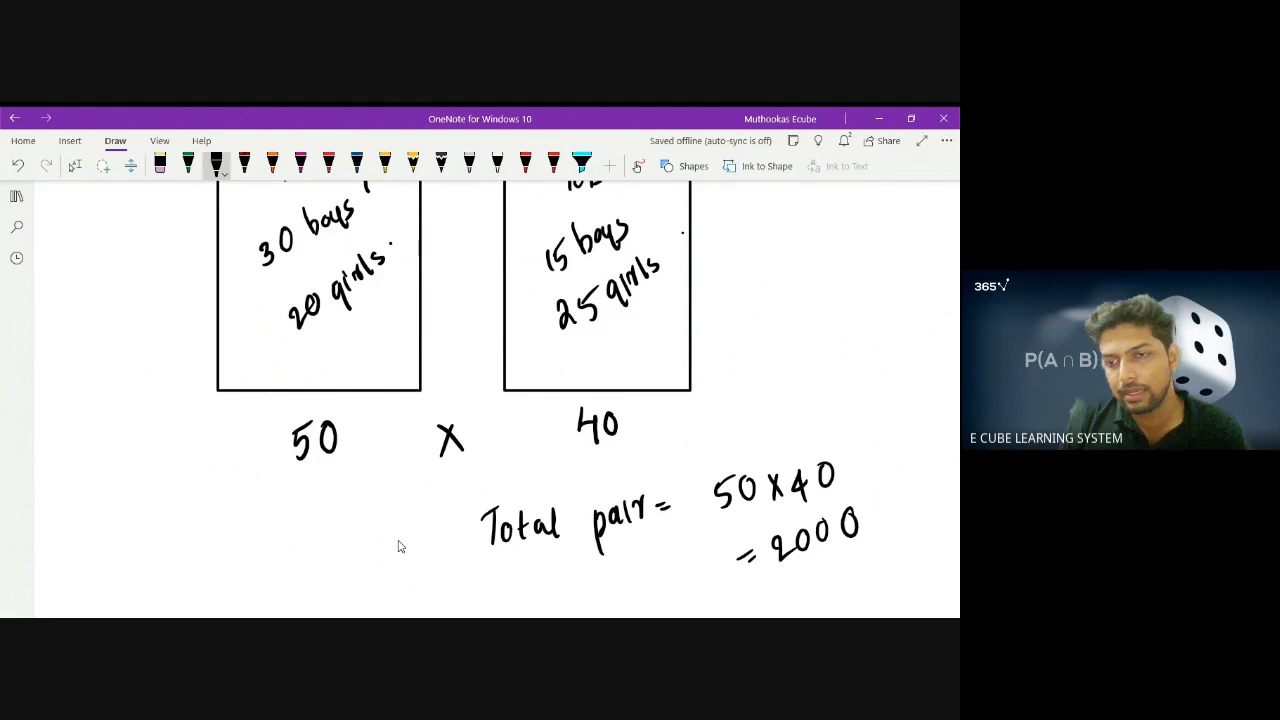 OneNote for Windows 10
Muthookas Ecube
Home Insert Draw View Help
Saved offline (auto-sync is off)
Share
Shapes
Ink to Shape
Ink to Text
30 boys
20 girls
15 boys
25 girls
50 X 40
Total pair = 50 X 40
= 2000
365
P(A ∩ B)
E CUBE LEARNING SYSTEM